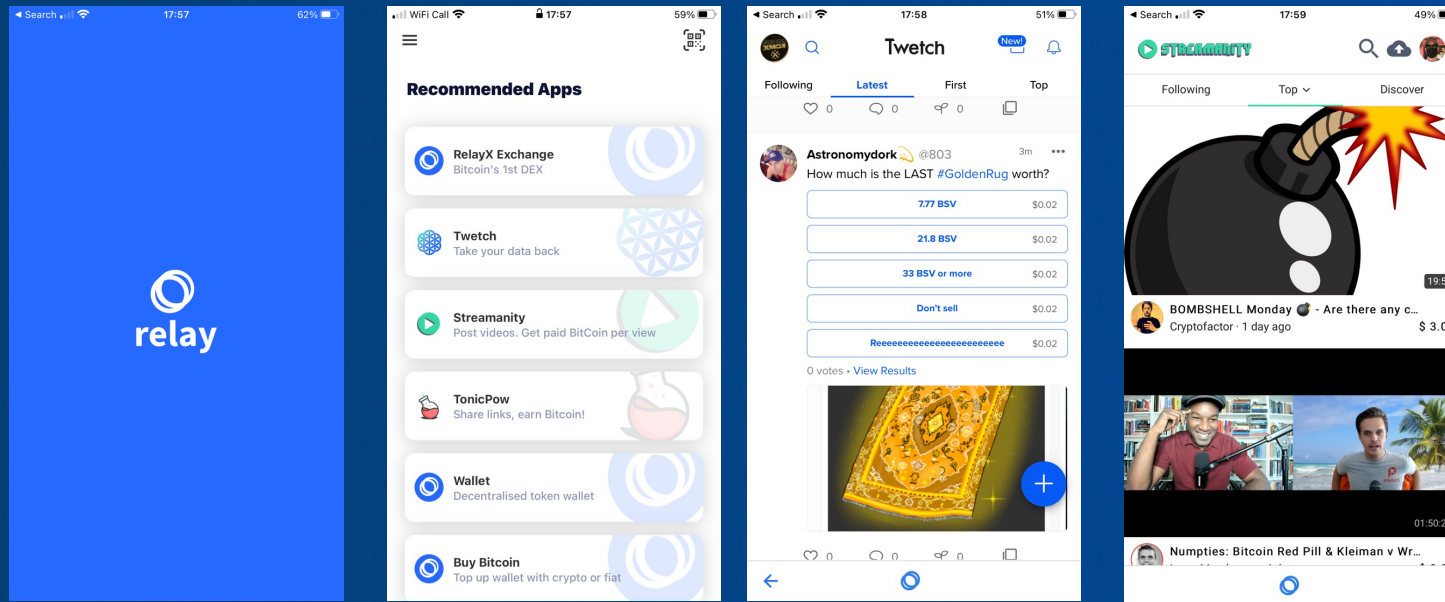 Search
17:57
62%
relay
WiFi Call
17:57
59%
Recommended Apps
RelayX Exchange
Bitcoin's 1st DEX
Twetch
Take your data back
Streamanity
Post videos. Get paid BitCoin per view
TonicPow
Share links, earn Bitcoin!
Wallet
Decentralised token wallet
Buy Bitcoin
Top up wallet with crypto or fiat
Search
17:58
51%
Twetch
New!
Following Latest First Top
0 0 0
Astronomydork💫 @803 3m •••
How much is the LAST #GoldenRug worth?
7.77 BSV $0.02
21.8 BSV $0.02
33 BSV or more $0.02
Don't sell $0.02
Reeeeeeeeeeeeeeeeeeeeeeee $0.02
0 votes • View Results
0 0 0
Search
17:59
49%
STREAMANITY
Following Top Discover
19:5
BOMBSHELL Monday 💣 - Are there any c...
Cryptofactor · 1 day ago $ 3.0
01:50:2
Numpties: Bitcoin Red Pill & Kleiman v Wr...